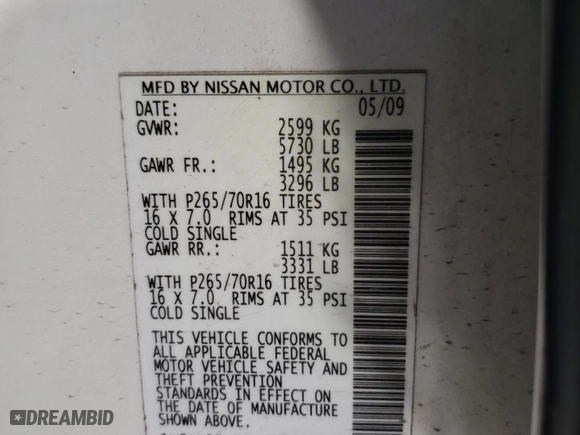 MFD BY NISSAN MOTOR CO., LTD.
DATE: 05/09
GVWR: 2599 KG
5730 LB
GAWR FR.: 1495 KG
3296 LB
WITH P265/70R16 TIRES
16 X 7.0 RIMS AT 35 PSI
COLD SINGLE
GAWR RR.: 1511 KG
3331 LB
WITH P265/70R16 TIRES
16 X 7.0 RIMS AT 35 PSI
COLD SINGLE
THIS VEHICLE CONFORMS TO
ALL APPLICABLE FEDERAL
MOTOR VEHICLE SAFETY AND
THEFT PREVENTION
STANDARDS IN EFFECT ON
THE DATE OF MANUFACTURE
SHOWN ABOVE.
DREAMBID